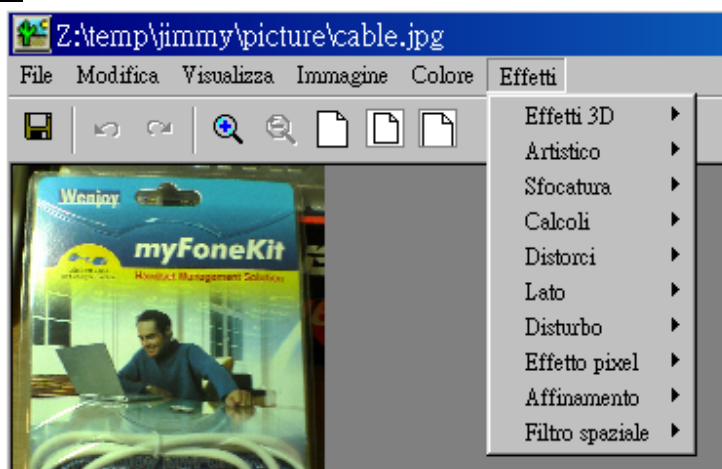 Z:\temp\jimmy\picture\cable.jpg
File Modifica Visualizza Immagine Colore Effetti
Effetti 3D
Artistico
Sfocatura
Calcoli
Distorci
Lato
Disturbo
Effetto pixel
Affinamento
Filtro spaziale
Wenjoy
myFoneKit
Handset Management Solution